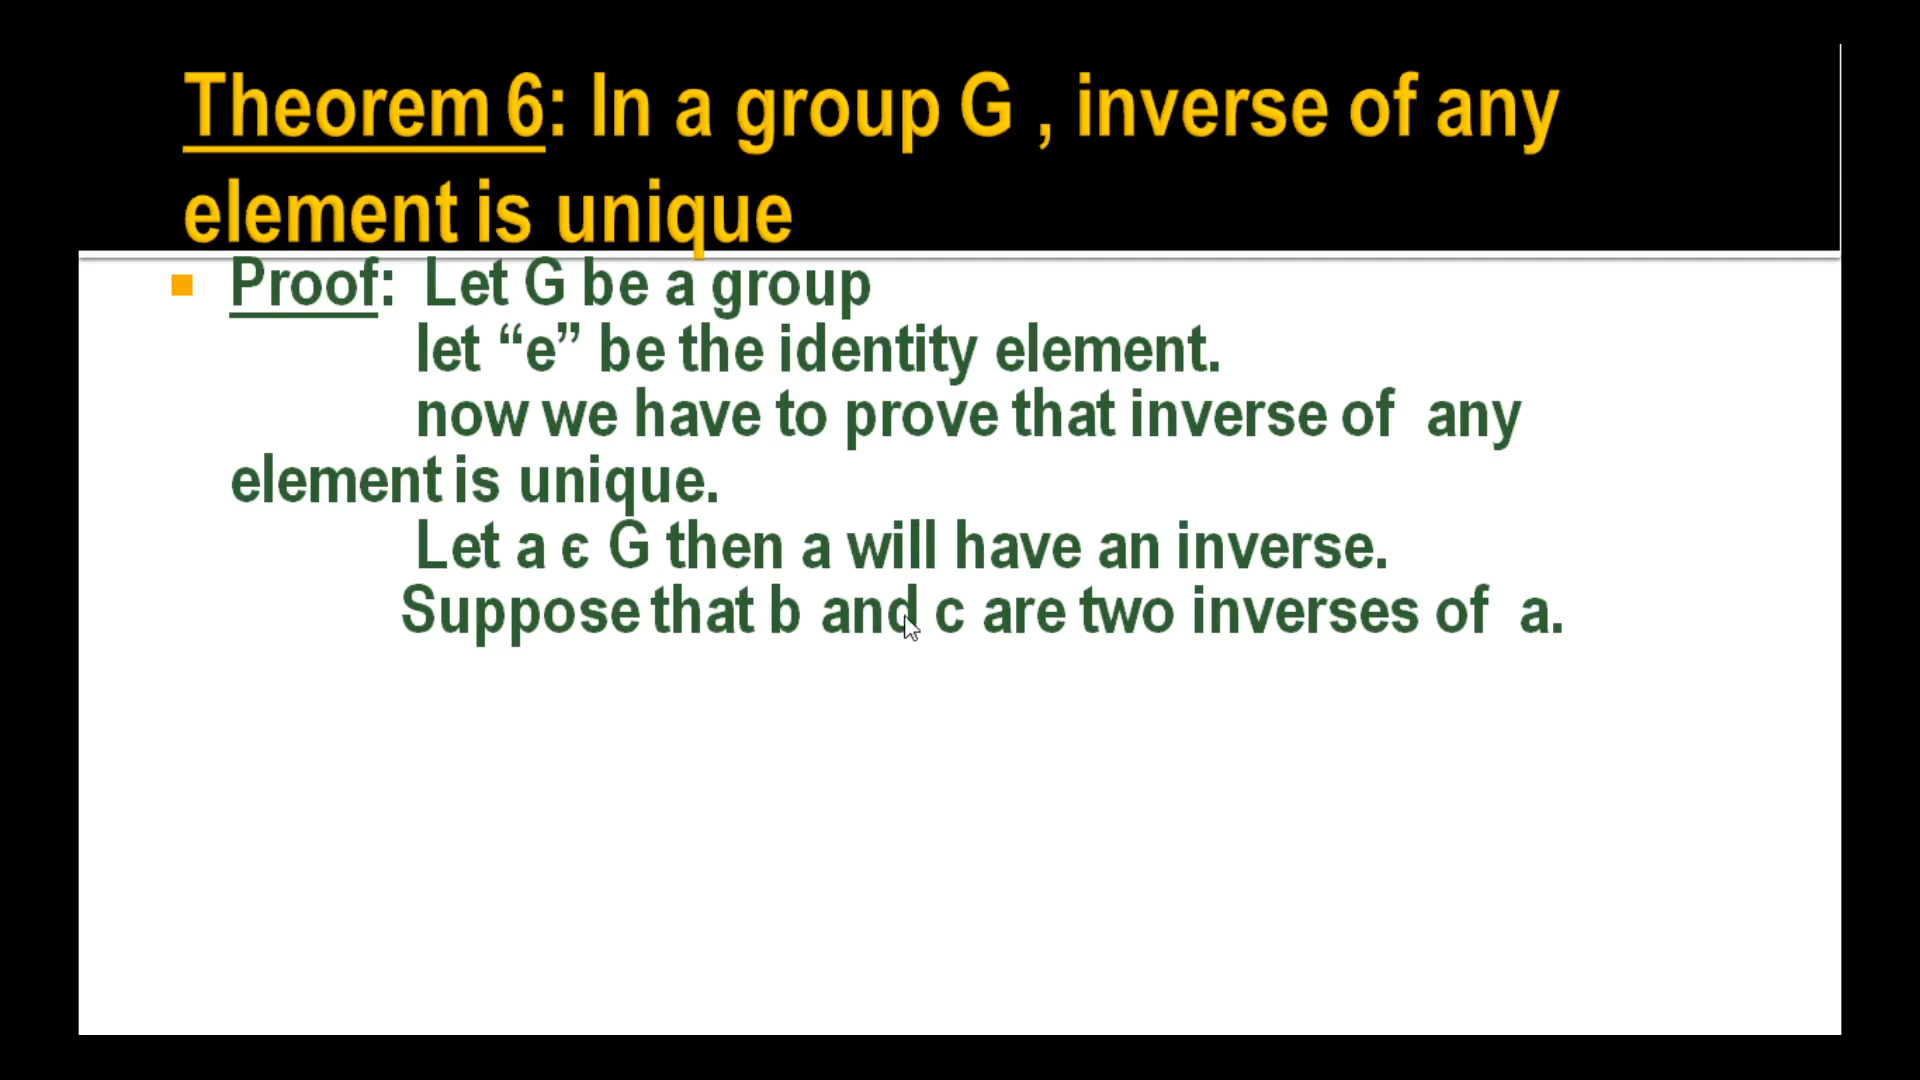 Theorem 6: In a group G , inverse of any
element is unique
Proof: Let G be a group
let “e” be the identity element.
now we have to prove that inverse of any
element is unique.
Let a є G then a will have an inverse.
Suppose that b and c are two inverses of a.